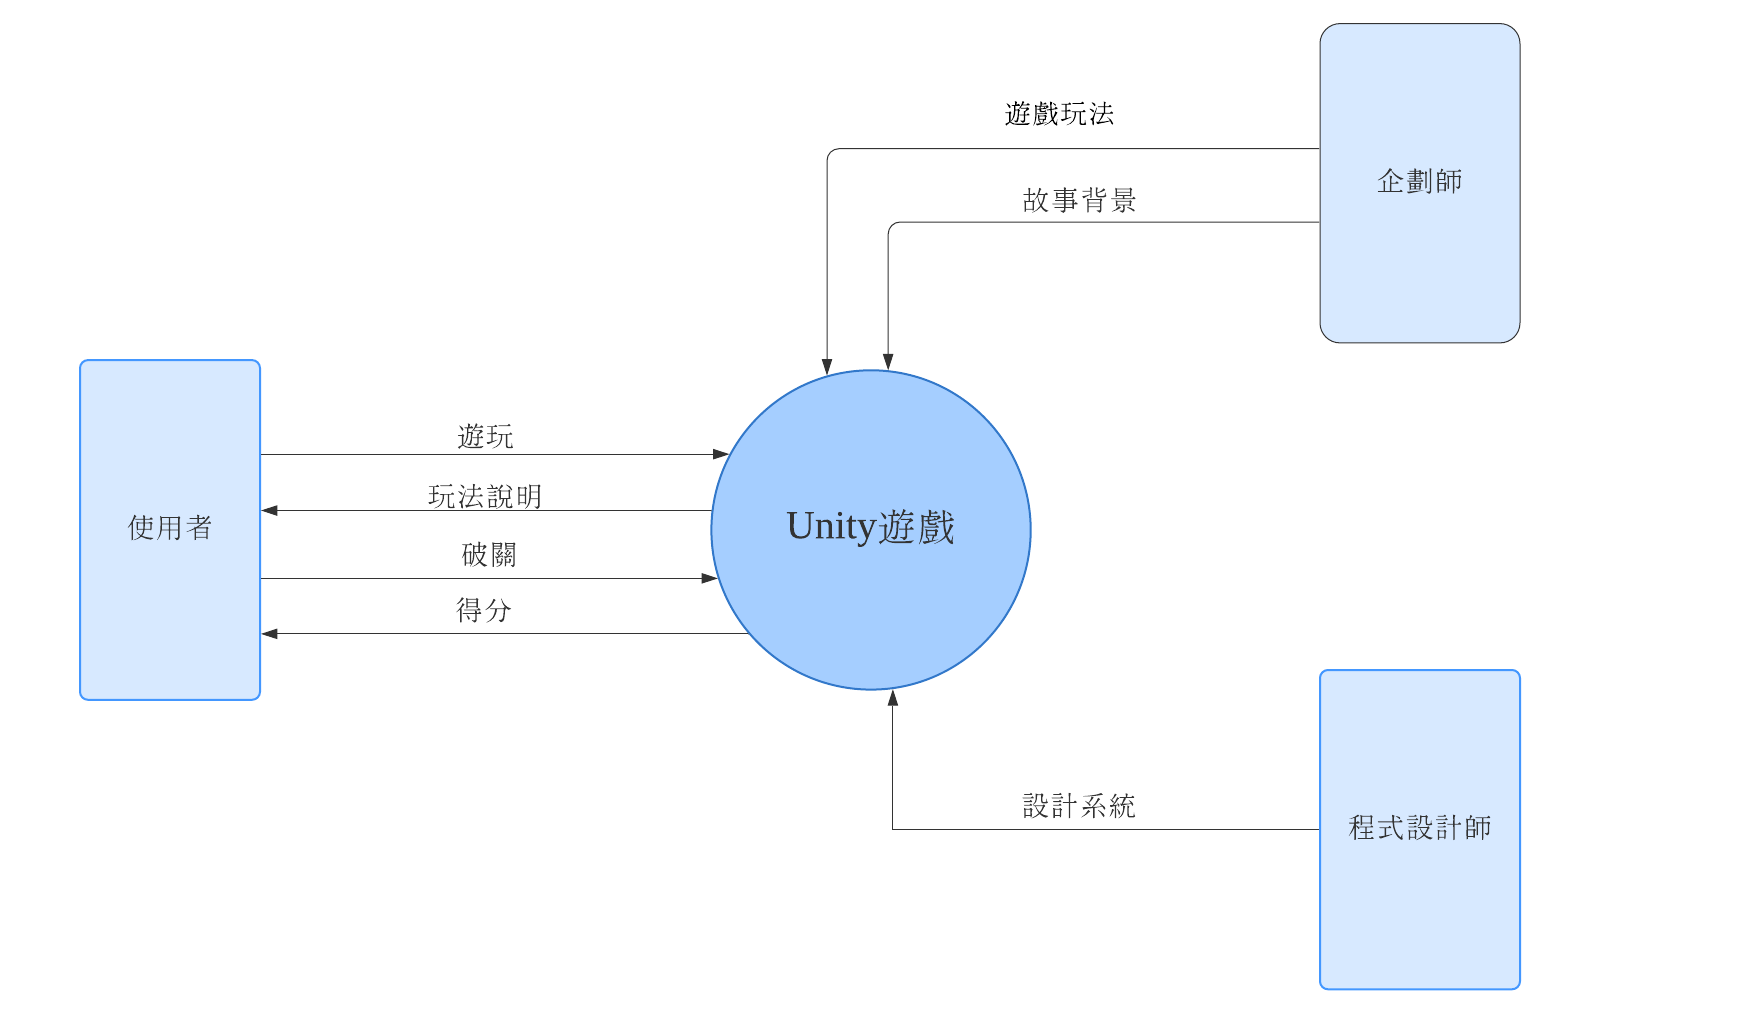 遊戲玩法
企劃師
故事背景
遊玩
玩法說明
使用者
Unity遊戲
破關
得分
設計系統
程式設計師